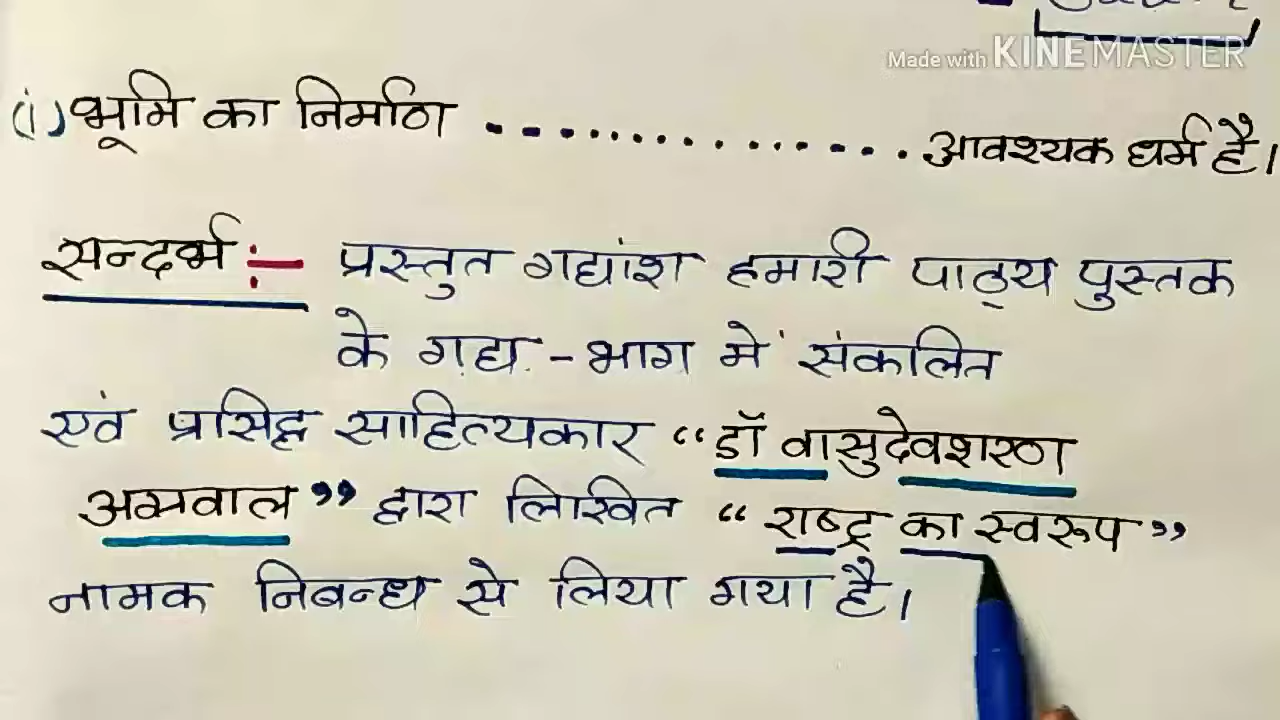 Made with KINEMASTER
(i) भूमि का निर्माण ................ आवश्यक धर्म है।
सन्दर्भ :- प्रस्तुत गद्यांश हमारी पाठ्य पुस्तक
के गद्य - भाग में संकलित
एवं प्रसिद्ध साहित्यकार “डॉ वासुदेवशरण
अग्रवाल” द्वारा लिखित “राष्ट्र का स्वरूप”
नामक निबन्ध से लिया गया है।